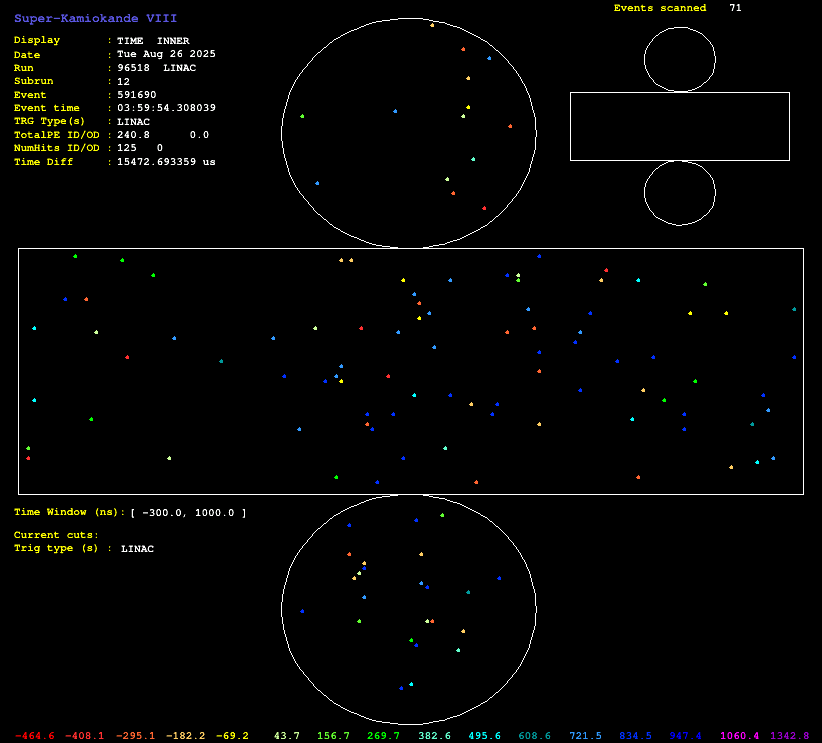 Events scanned 71
Super-Kamiokande VIII
Display : TIME INNER
Date : Tue Aug 26 2025
Run : 96518 LINAC
Subrun : 12
Event : 591690
Event time : 03:59:54.308039
TRG Type(s) : LINAC
TotalPE ID/OD : 240.8 0.0
NumHits ID/OD : 125 0
Time Diff : 15472.693359 us
Time Window (ns): [ -300.0, 1000.0 ]
Current cuts:
Trig type (s) : LINAC
-464.6 -408.1 -295.1 -182.2 -69.2 43.7 156.7 269.7 382.6 495.6 608.6 721.5 834.5 947.4 1060.4 1342.8